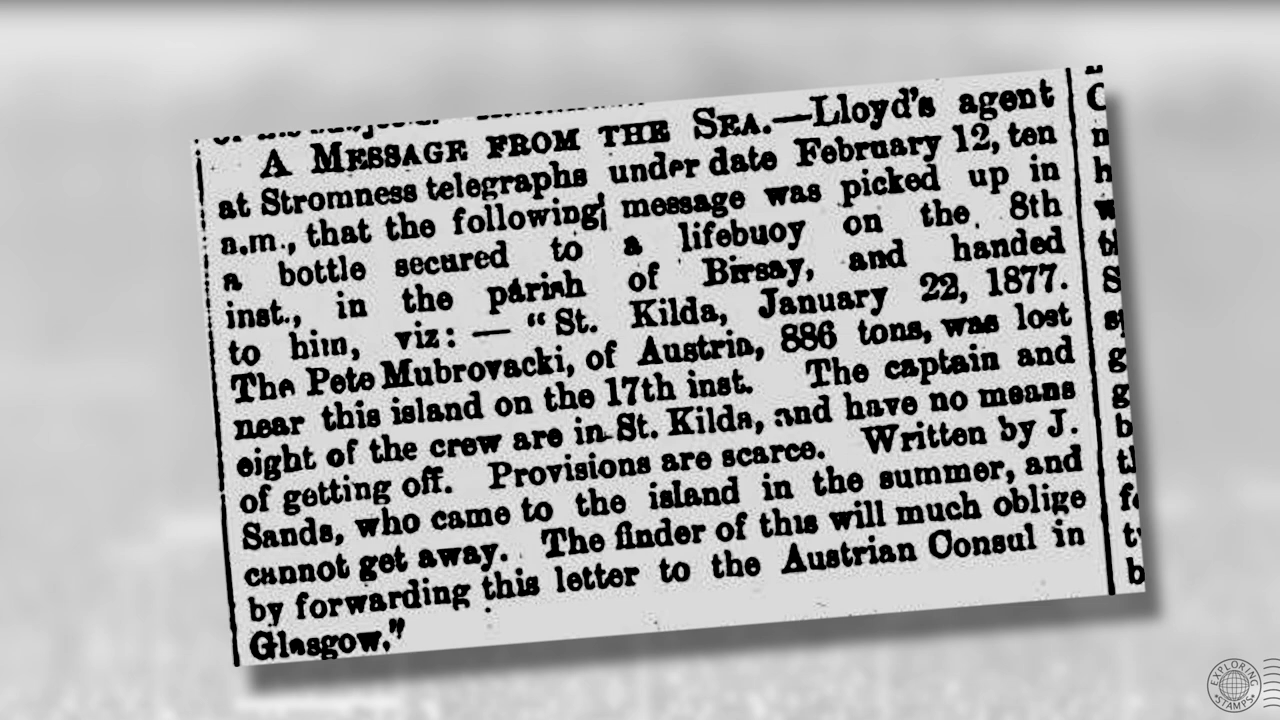 A MESSAGE FROM THE SEA.—Lloyd's agent
at Stromness telegraphs under date February 12, ten
a.m., that the following message was picked up in
a bottle secured to a lifebuoy on the 8th
inst., in the parish of Birsay, and handed
to him, viz: — "St. Kilda, January 22, 1877.
The Pete Mubrovacki, of Austria, 886 tons, was lost
near this island on the 17th inst. The captain and
eight of the crew are in St. Kilda, and have no means
of getting off. Provisions are scarce. Written by J.
Sands, who came to the island in the summer, and
cannot get away. The finder of this will much oblige
by forwarding this letter to the Austrian Consul in
Glasgow."
EXPLORING
STAMPS